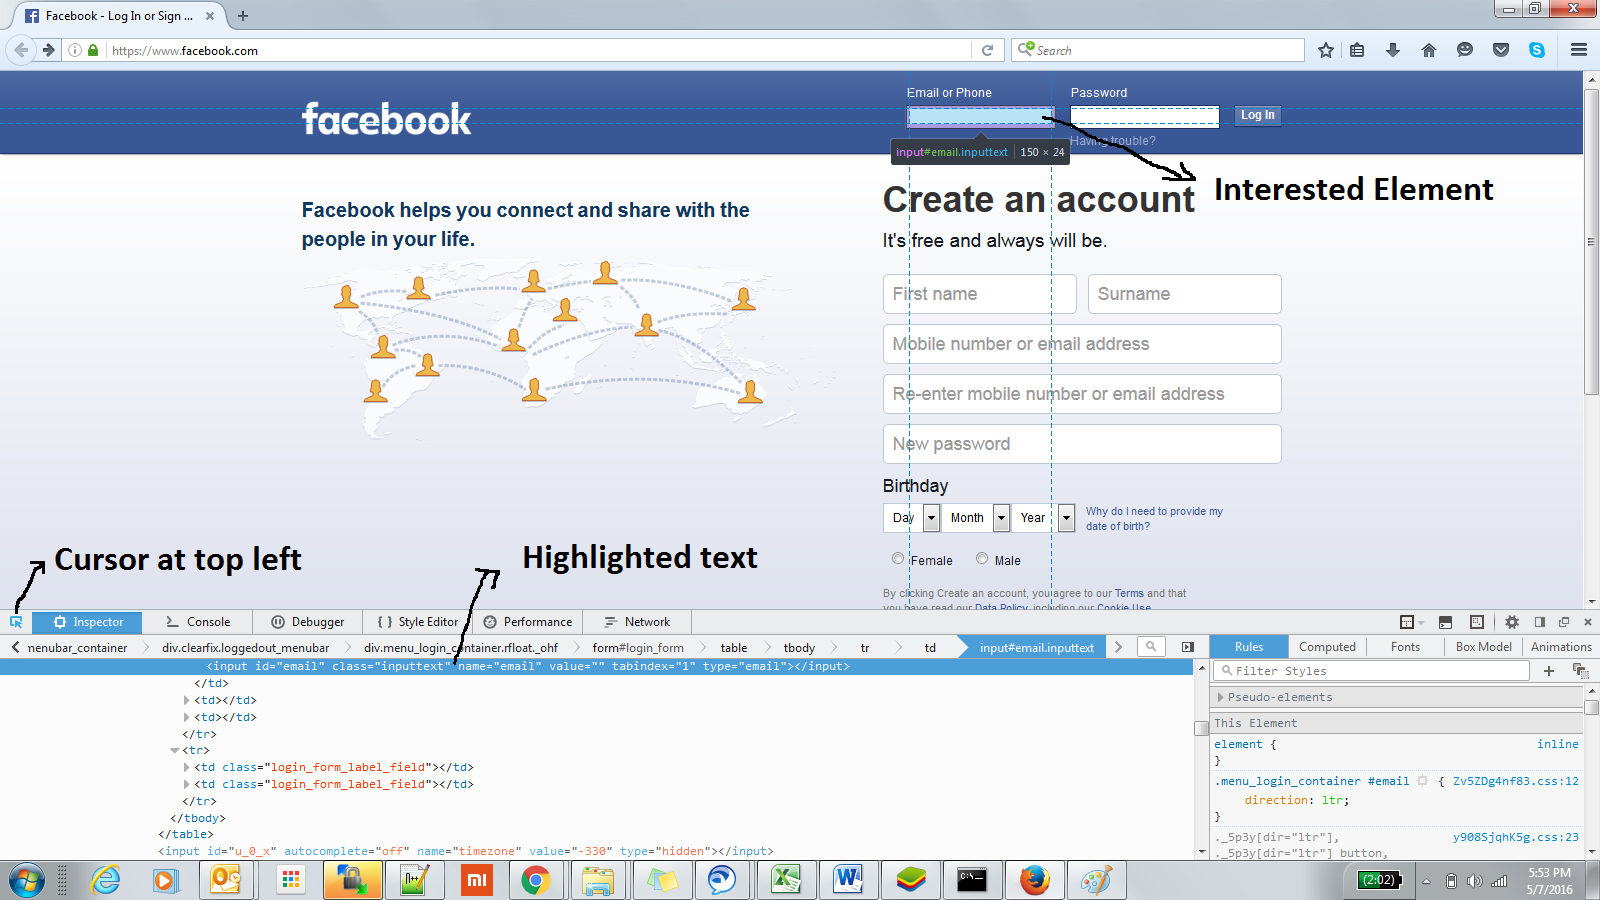 Facebook - Log In or Sign ...
https://www.facebook.com
Search
Email or Phone
Password
facebook
Log In
Having trouble?
input#email.inputtext | 150 × 24
Interested Element
Create an account
Facebook helps you connect and share with the
people in your life.
It's free and always will be.
First name
Surname
Mobile number or email address
Re-enter mobile number or email address
New password
Birthday
Day
Month
Year
Why do I need to provide my
date of birth?
Female
Male
Cursor at top left
Highlighted text
By clicking Create an account, you agree to our Terms and that
you have read our Data Policy, including our Cookie Use.
Inspector
Console
Debugger
{ } Style Editor
Performance
Network
menubar_container
div.clearfix.loggedout_menubar
div.menu_login_container.rfloat._ohf
form#login_form
table
tbody
tr
td
input#email.inputtext
Rules
Computed
Fonts
Box Model
Animations
<input id="email" class="inputtext" name="email" value="" tabindex="1" type="email"></input>
</td>
<td></td>
<td></td>
</tr>
<tr>
<td class="login_form_label_field"></td>
<td class="login_form_label_field"></td>
</tr>
</tbody>
</table>
<input id="u_0_x" autocomplete="off" name="timezone" value="-330" type="hidden"></input>
Filter Styles
Pseudo-elements
This Element
element { inline
}
.menu_login_container #email { Zv5ZDg4nf83.css:12
direction: ltr;
}
._5p3y[dir="ltr"], y908SjqhK5g.css:23
._5p3y[dir="ltr"] button,
(2:02)
5:53 PM
5/7/2016